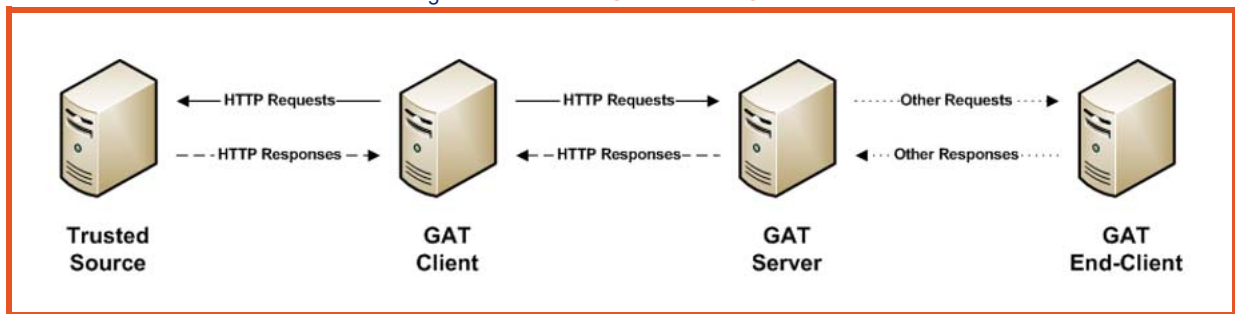 HTTP Requests HTTP Requests Other Requests
HTTP Responses HTTP Responses Other Responses
Trusted Source
GAT Client
GAT Server
GAT End-Client